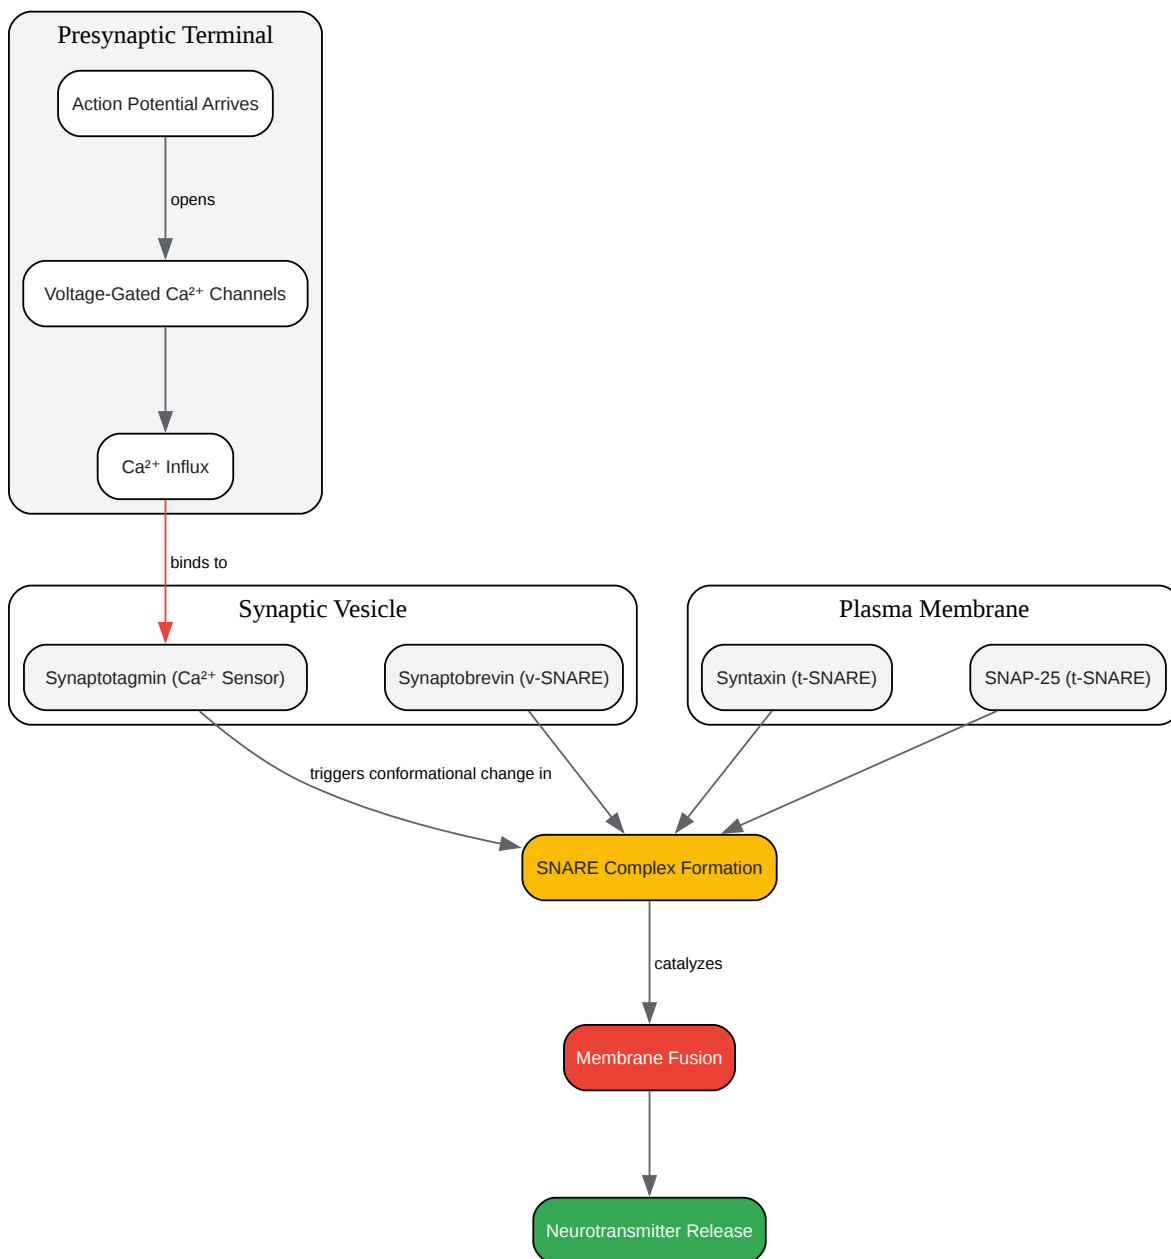 Presynaptic Terminal
Action Potential Arrives
opens
Voltage-Gated Ca²⁺ Channels
Ca²⁺ Influx
binds to
Synaptic Vesicle
Plasma Membrane
Synaptotagmin (Ca²⁺ Sensor)
Synaptobrevin (v-SNARE)
Syntaxin (t-SNARE)
SNAP-25 (t-SNARE)
triggers conformational change in
SNARE Complex Formation
catalyzes
Membrane Fusion
Neurotransmitter Release